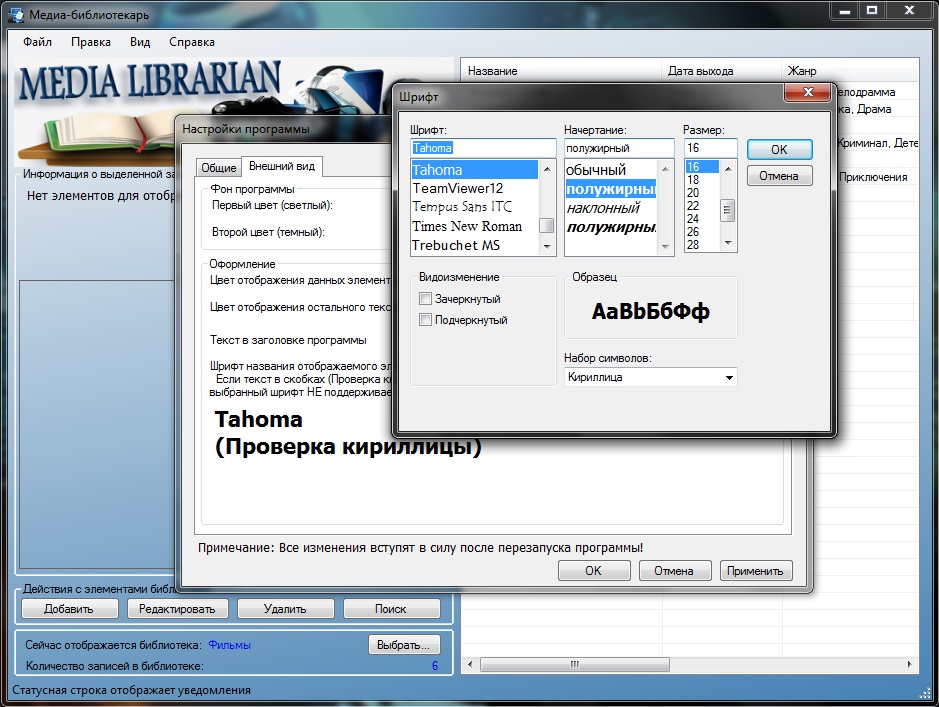 Медиа-библиотекарь
Файл Правка Вид Справка
MEDIA LIBRARIAN
Название Дата выхода Жанр
елодрама
ка, Драма
Криминал, Дете
Приключения
Информация о выделенной за
Нет элементов для отобр
Настройки программы
Общие Внешний вид
Фон программы
Первый цвет (светлый):
Второй цвет (темный):
Оформление
Цвет отображения данных элемент
Цвет отображения остального текс
Текст в заголовке программы
Шрифт названия отображаемого эл
Если текст в скобках (Проверка ки
выбранный шрифт НЕ поддерживае
Tahoma
(Проверка кириллицы)
Примечание: Все изменения вступят в силу после перезапуска программы!
OK Отмена Применить
Шрифт
Шрифт: Начертание: Размер:
Tahoma полужирный 16
OK
Отмена
Tahoma
TeamViewer12
Tempus Sans ITC
Times New Roman
Trebuchet MS
обычный
полужирны
наклонный
полужирны
16
18
20
22
24
26
28
Видоизменение
Зачеркнутый
Подчеркнутый
Образец
АаВbБбФф
Набор символов:
Кириллица
Действия с элементами библ
Добавить Редактировать Удалить Поиск
Сейчас отображается библиотека: Фильмы Выбрать...
Количество записей в библиотеке: 6
Статусная строка отображает уведомления